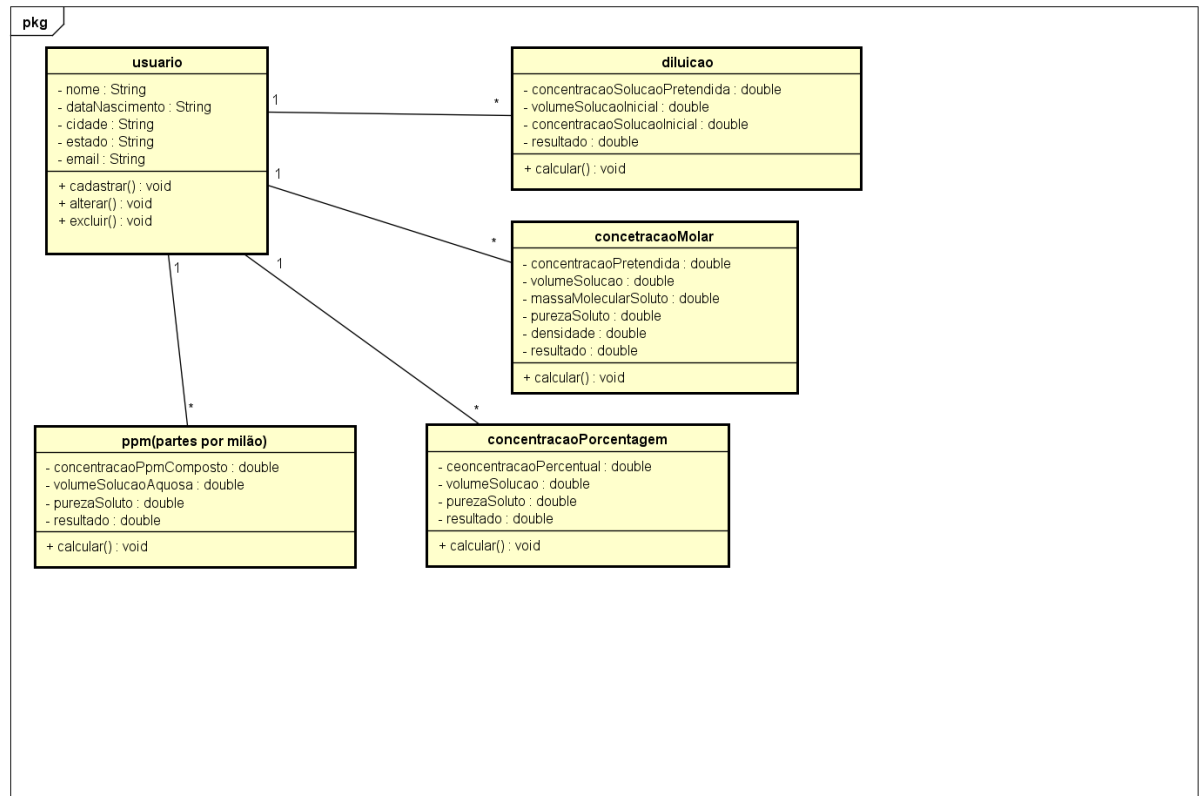 pkg
usuario
- nome : String
- dataNascimento : String
- cidade : String
- estado : String
- email : String
+ cadastrar() : void
+ alterar() : void
+ excluir() : void
1
*
diluicao
- concentracaoSolucaoPretendida : double
- volumeSolucaoInicial : double
- concentracaoSolucaoInicial : double
- resultado : double
+ calcular() : void
1
*
concetracaoMolar
- concentracaoPretendida : double
- volumeSolucao : double
- massaMolecularSoluto : double
- purezaSoluto : double
- densidade : double
- resultado : double
+ calcular() : void
1
*
ppm(partes por milão)
- concentracaoPpmComposto : double
- volumeSolucaoAquosa : double
- purezaSoluto : double
- resultado : double
+ calcular() : void
1
*
concentracaoPorcentagem
- ceoncentracaoPercentual : double
- volumeSolucao : double
- purezaSoluto : double
- resultado : double
+ calcular() : void